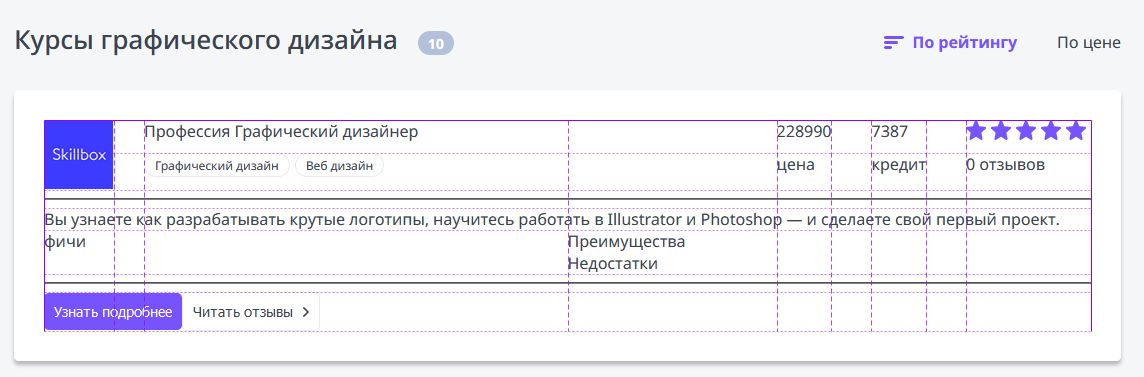 Курсы графического дизайна 10
По рейтингу По цене
Skillbox
Профессия Графический дизайнер 228990 7387
Графический дизайн Веб дизайн цена кредит 0 отзывов
Вы узнаете как разрабатывать крутые логотипы, научитесь работать в Illustrator и Photoshop — и сделаете свой первый проект.
фичи Преимущества
Недостатки
Узнать подробнее Читать отзывы